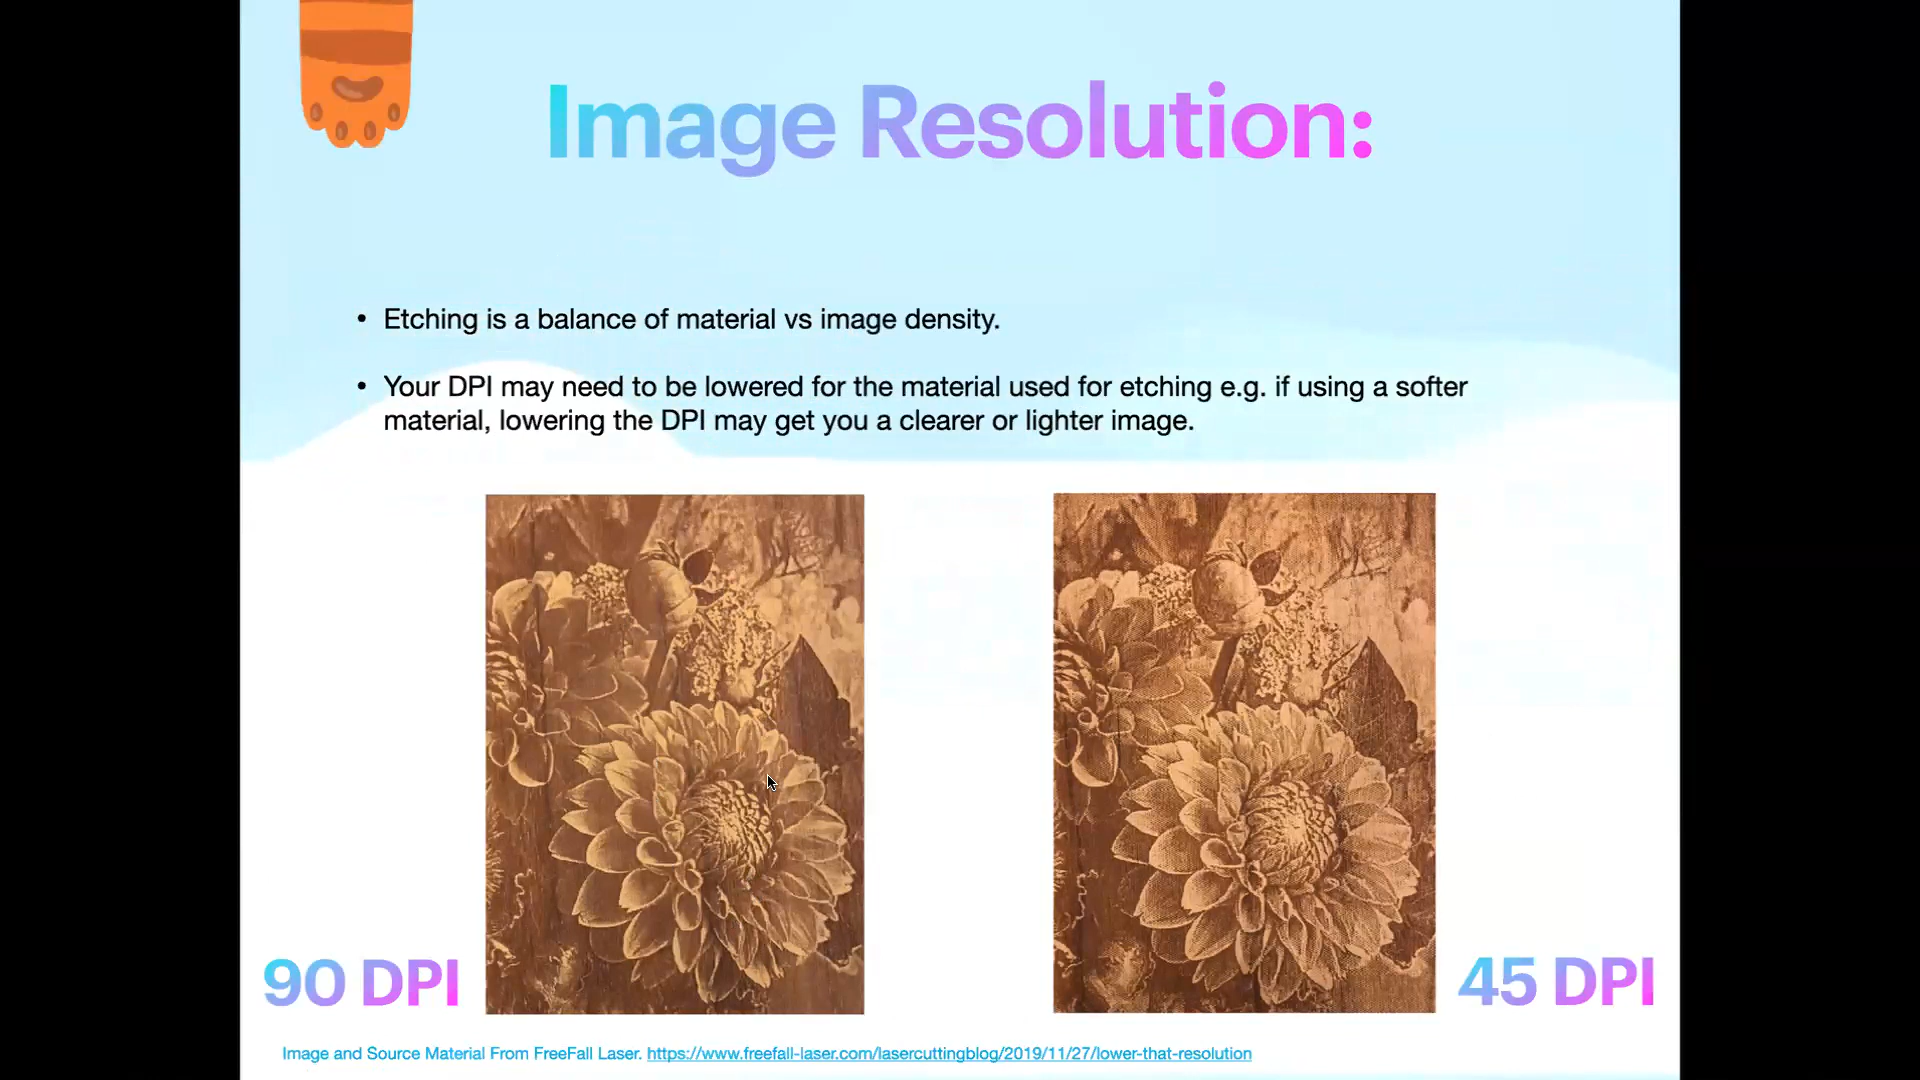 Image Resolution:
• Etching is a balance of material vs image density.
• Your DPI may need to be lowered for the material used for etching e.g. if using a softer
material, lowering the DPI may get you a clearer or lighter image.
90 DPI
45 DPI
Image and Source Material From FreeFall Laser. https://www.freefall-laser.com/lasercuttingblog/2019/11/27/lower-that-resolution